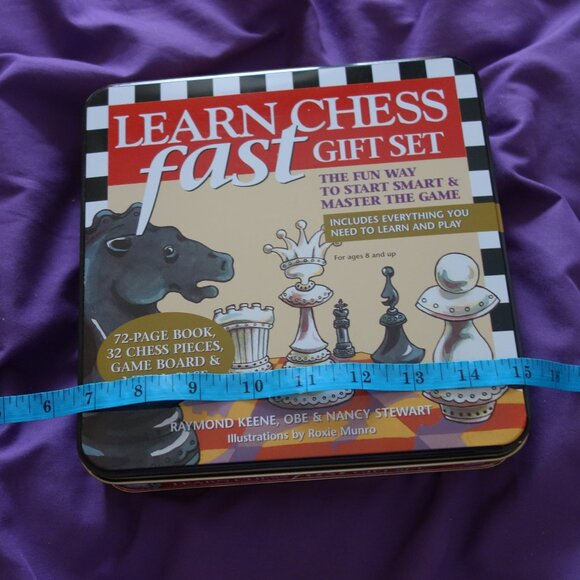 LEARN CHESS
fast GIFT SET
THE FUN WAY
TO START SMART &
MASTER THE GAME
INCLUDES EVERYTHING YOU
NEED TO LEARN AND PLAY
For ages 8 and up
72-PAGE BOOK,
32 CHESS PIECES,
GAME BOARD &
6 7 8 9 10 11 12 13 14 15 16
RAYMOND KEENE, OBE & NANCY STEWART
Illustrations by Roxie Munro